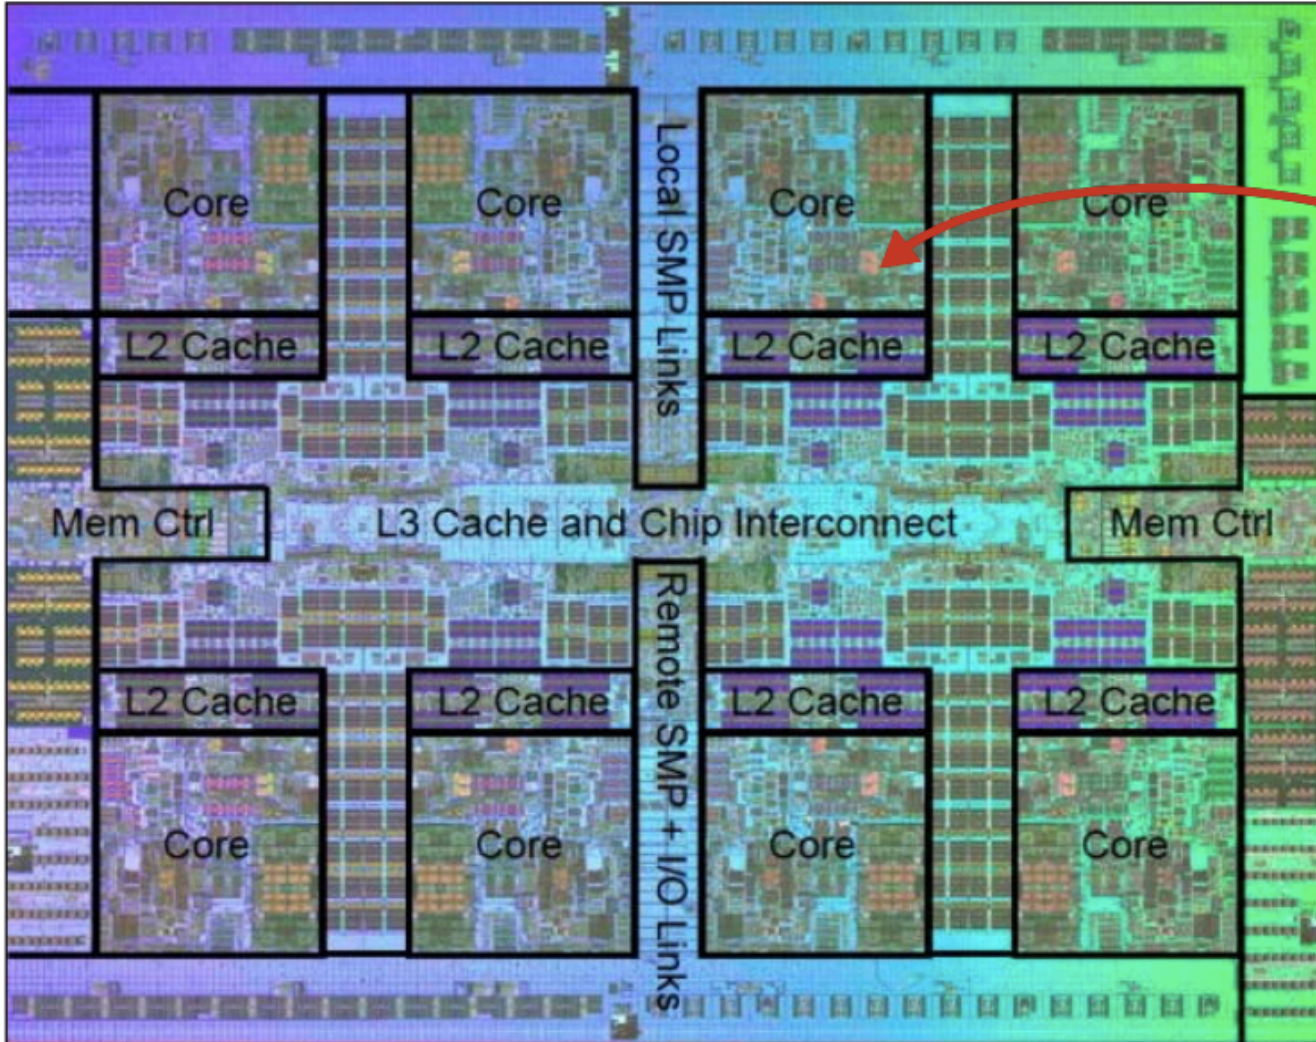 Core
Core
Core
Core
Local SMP Links
L2 Cache
L2 Cache
L2 Cache
L2 Cache
Mem Ctrl
L3 Cache and Chip Interconnect
Mem Ctrl
Remote SMP + I/O Links
L2 Cache
L2 Cache
L2 Cache
L2 Cache
Core
Core
Core
Core